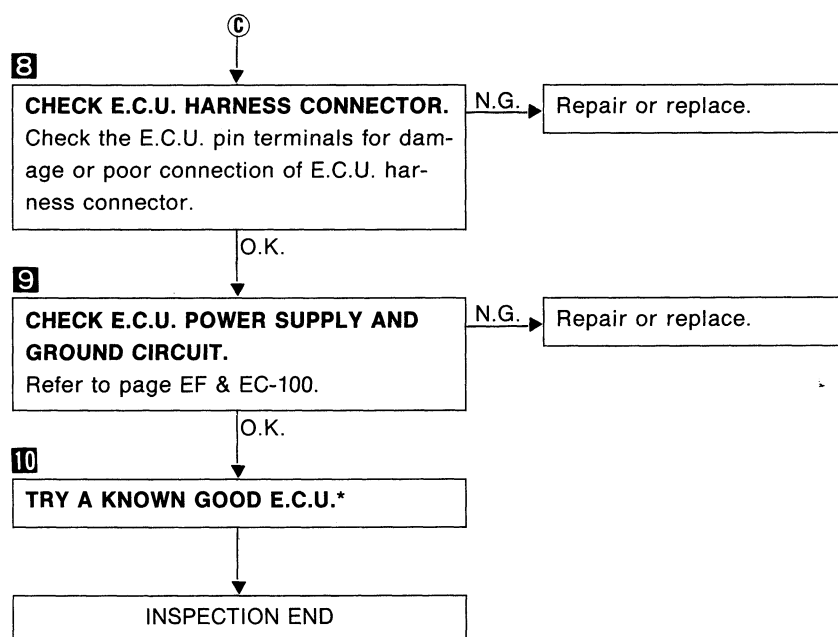 Ⓒ
8
CHECK E.C.U. HARNESS CONNECTOR.
Check the E.C.U. pin terminals for dam-
age or poor connection of E.C.U. har-
ness connector.
N.G.
Repair or replace.
O.K.
9
CHECK E.C.U. POWER SUPPLY AND
GROUND CIRCUIT.
Refer to page EF & EC-100.
N.G.
Repair or replace.
O.K.
10
TRY A KNOWN GOOD E.C.U.*
INSPECTION END